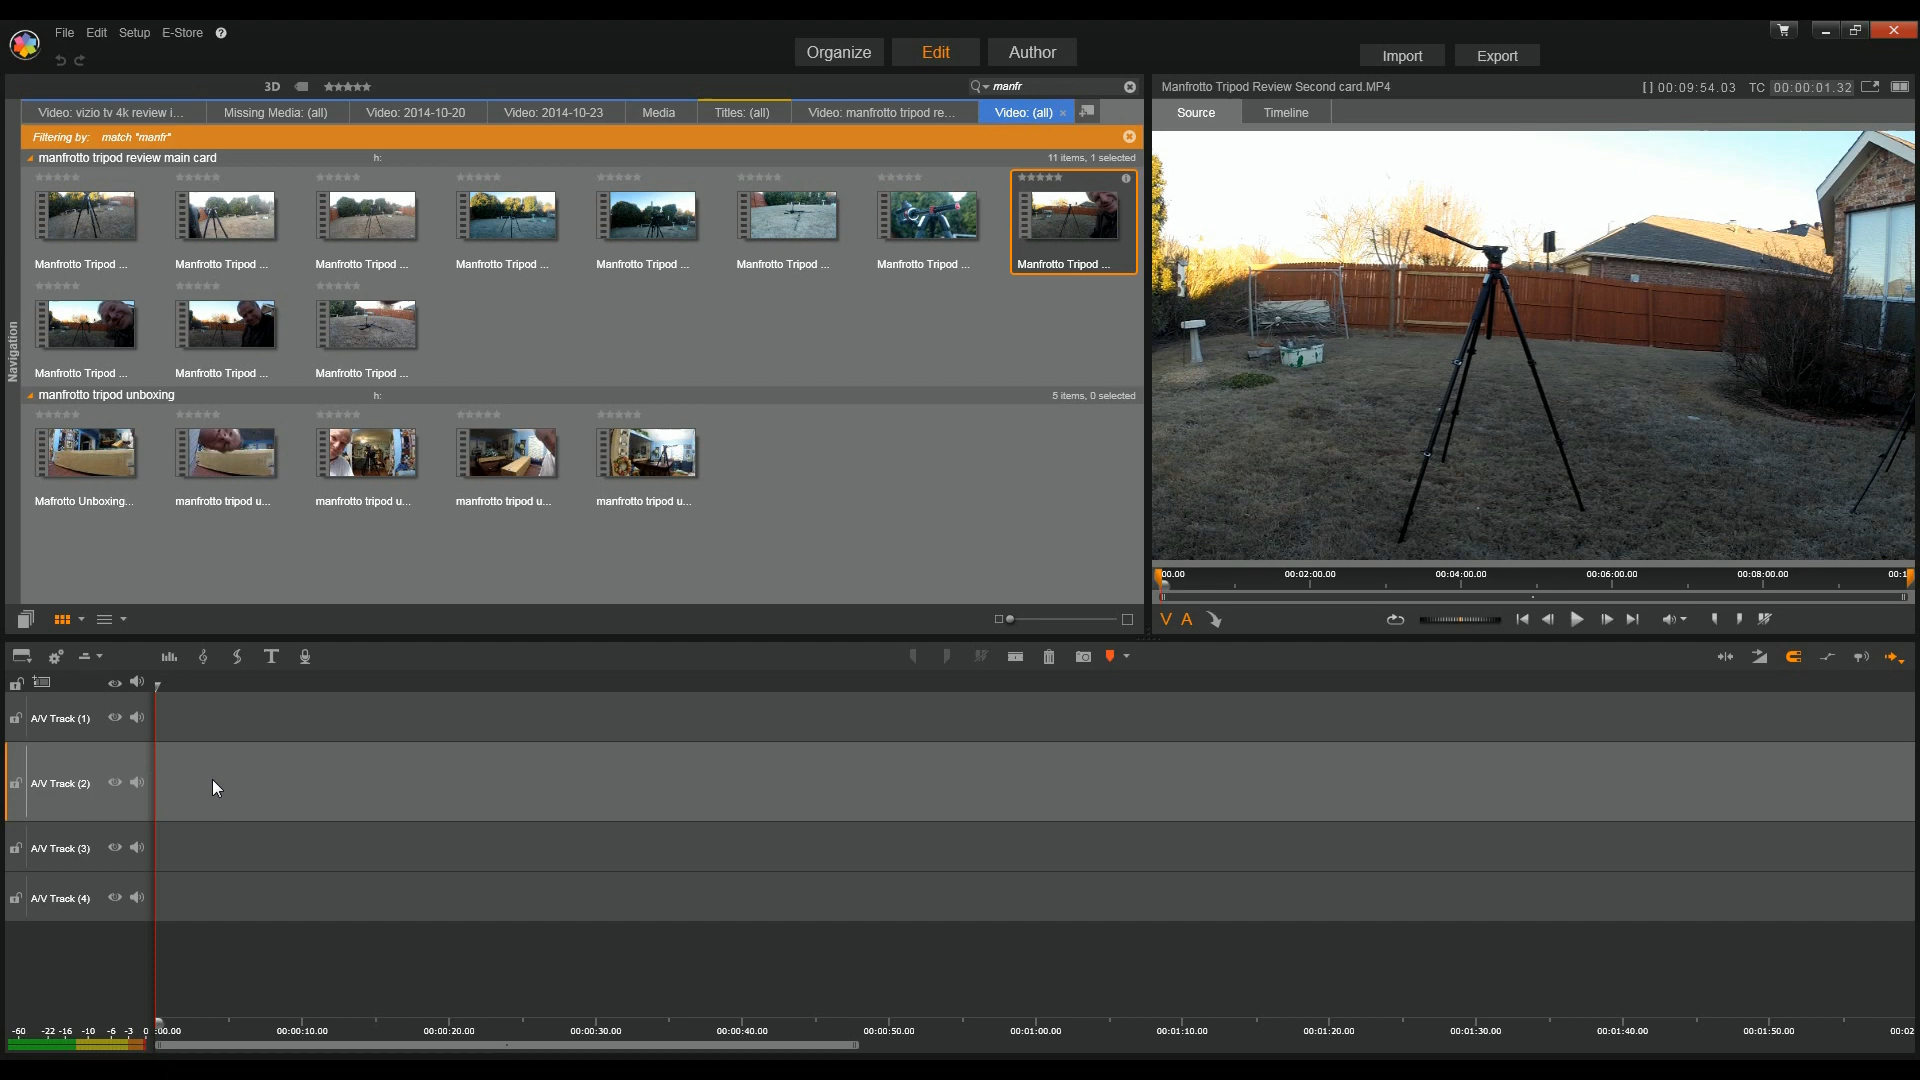 File Edit Setup E-Store ?
Organize Edit Author
Import Export
3D manfr
Manfrotto Tripod Review Second card.MP4 [ ] 00:09:54.03 TC 00:00:01.32
Video: vizio tv 4k review i... Missing Media: (all) Video: 2014-10-20 Video: 2014-10-23 Media Titles: (all) Video: manfrotto tripod re... Video: (all) ×
Source Timeline
Filtering by: match "manfr"
manfrotto tripod review main card h: 11 items, 1 selected
Manfrotto Tripod ... Manfrotto Tripod ... Manfrotto Tripod ... Manfrotto Tripod ... Manfrotto Tripod ... Manfrotto Tripod ... Manfrotto Tripod ... Manfrotto Tripod ...
Manfrotto Tripod ... Manfrotto Tripod ... Manfrotto Tripod ...
Navigation
manfrotto tripod unboxing h: 5 items, 0 selected
Mafrotto Unboxing... manfrotto tripod u... manfrotto tripod u... manfrotto tripod u... manfrotto tripod u...
00.00 00:02:00.00 00:04:00.00 00:06:00.00 00:08:00.00 00:1
V A
A/V Track (1)
A/V Track (2)
A/V Track (3)
A/V Track (4)
-60 -22 -16 -10 -6 -3 0 :00.00 00:00:10.00 00:00:20.00 00:00:30.00 00:00:40.00 00:00:50.00 00:01:00.00 00:01:10.00 00:01:20.00 00:01:30.00 00:01:40.00 00:01:50.00 00:02